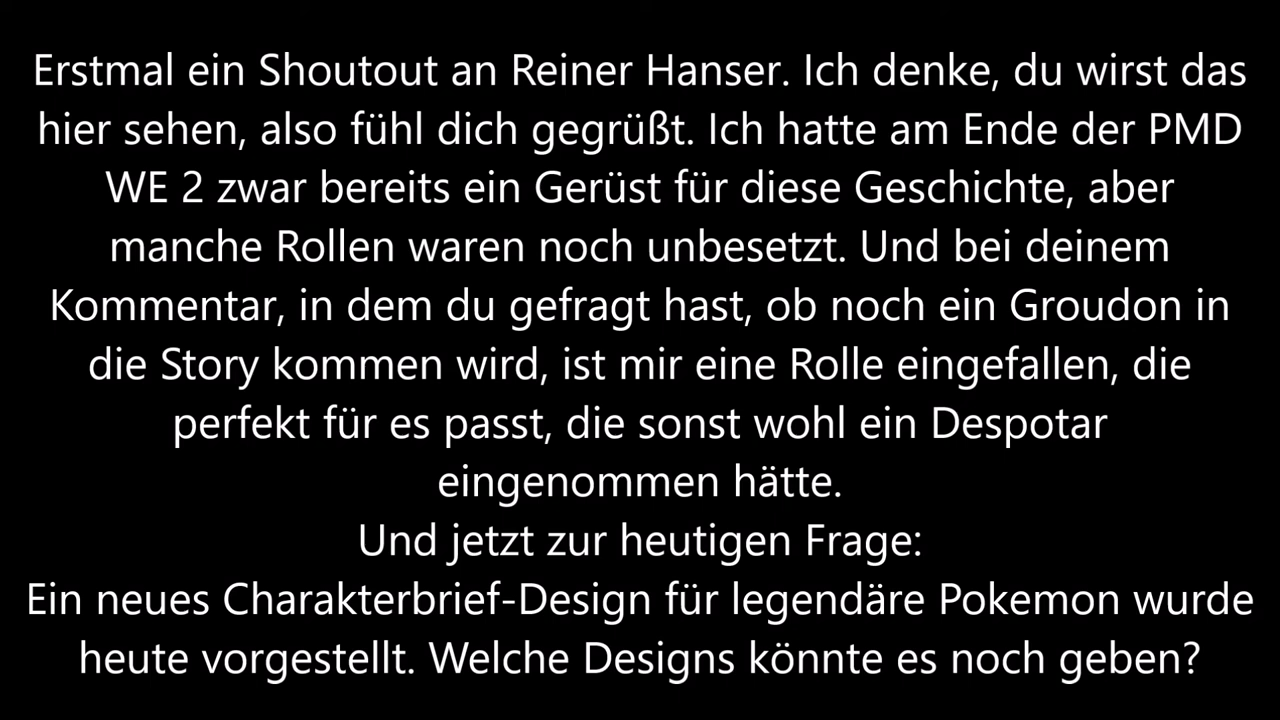 Erstmal ein Shoutout an Reiner Hanser. Ich denke, du wirst das
hier sehen, also fühl dich gegrüßt. Ich hatte am Ende der PMD
WE 2 zwar bereits ein Gerüst für diese Geschichte, aber
manche Rollen waren noch unbesetzt. Und bei deinem
Kommentar, in dem du gefragt hast, ob noch ein Groudon in
die Story kommen wird, ist mir eine Rolle eingefallen, die
perfekt für es passt, die sonst wohl ein Despotar
eingenommen hätte.
Und jetzt zur heutigen Frage:
Ein neues Charakterbrief-Design für legendäre Pokemon wurde
heute vorgestellt. Welche Designs könnte es noch geben?